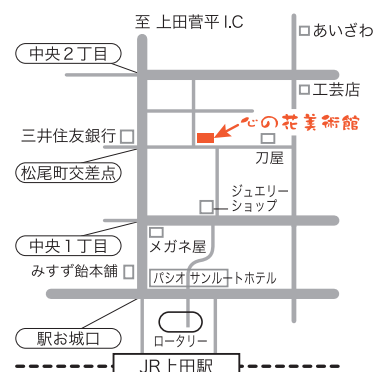 至 上田菅平 I.C
あいざわ
中央２丁目
工芸店
心の花美術館
三井住友銀行
刀屋
松尾町交差点
ジュエリー
ショップ
中央１丁目
メガネ屋
みすず飴本舗
パシオ サンルートホテル
駅お城口
ロータリー
JR上田駅